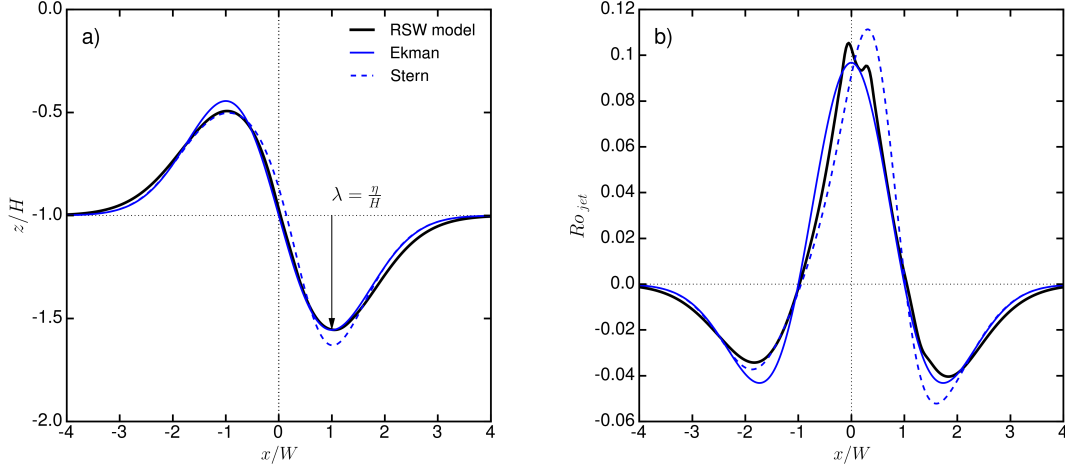 a)
RSW model
Ekman
Stern
λ = η/H
0.0
-0.5
-1.0
-1.5
-2.0
z/H
-4 -3 -2 -1 0 1 2 3 4
x/W
b)
0.12
0.1
0.08
0.06
0.04
0.02
0.0
-0.02
-0.04
-0.06
Ro jet
-4 -3 -2 -1 0 1 2 3 4
x/W